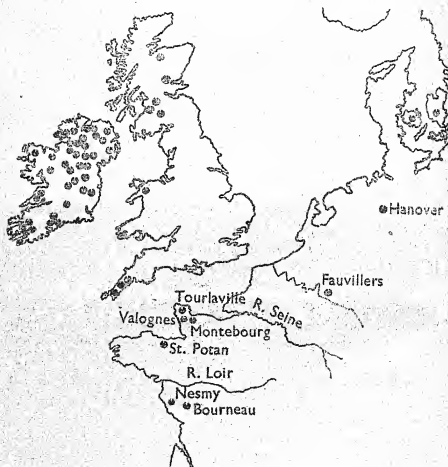 Hanover
Fauvillers
Tourlaville
R. Seine
Valognes
Montebourg
St. Potan
R. Loir
Nesmy
Bourneau